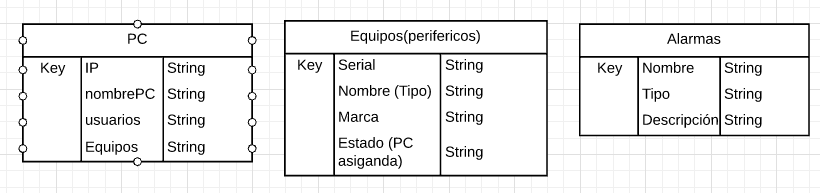 PC
Key IP String
nombrePC String
usuarios String
Equipos String
Equipos(perifericos)
Key Serial String
Nombre (Tipo) String
Marca String
Estado (PC
asiganda) String
Alarmas
Key Nombre String
Tipo String
Descripción String